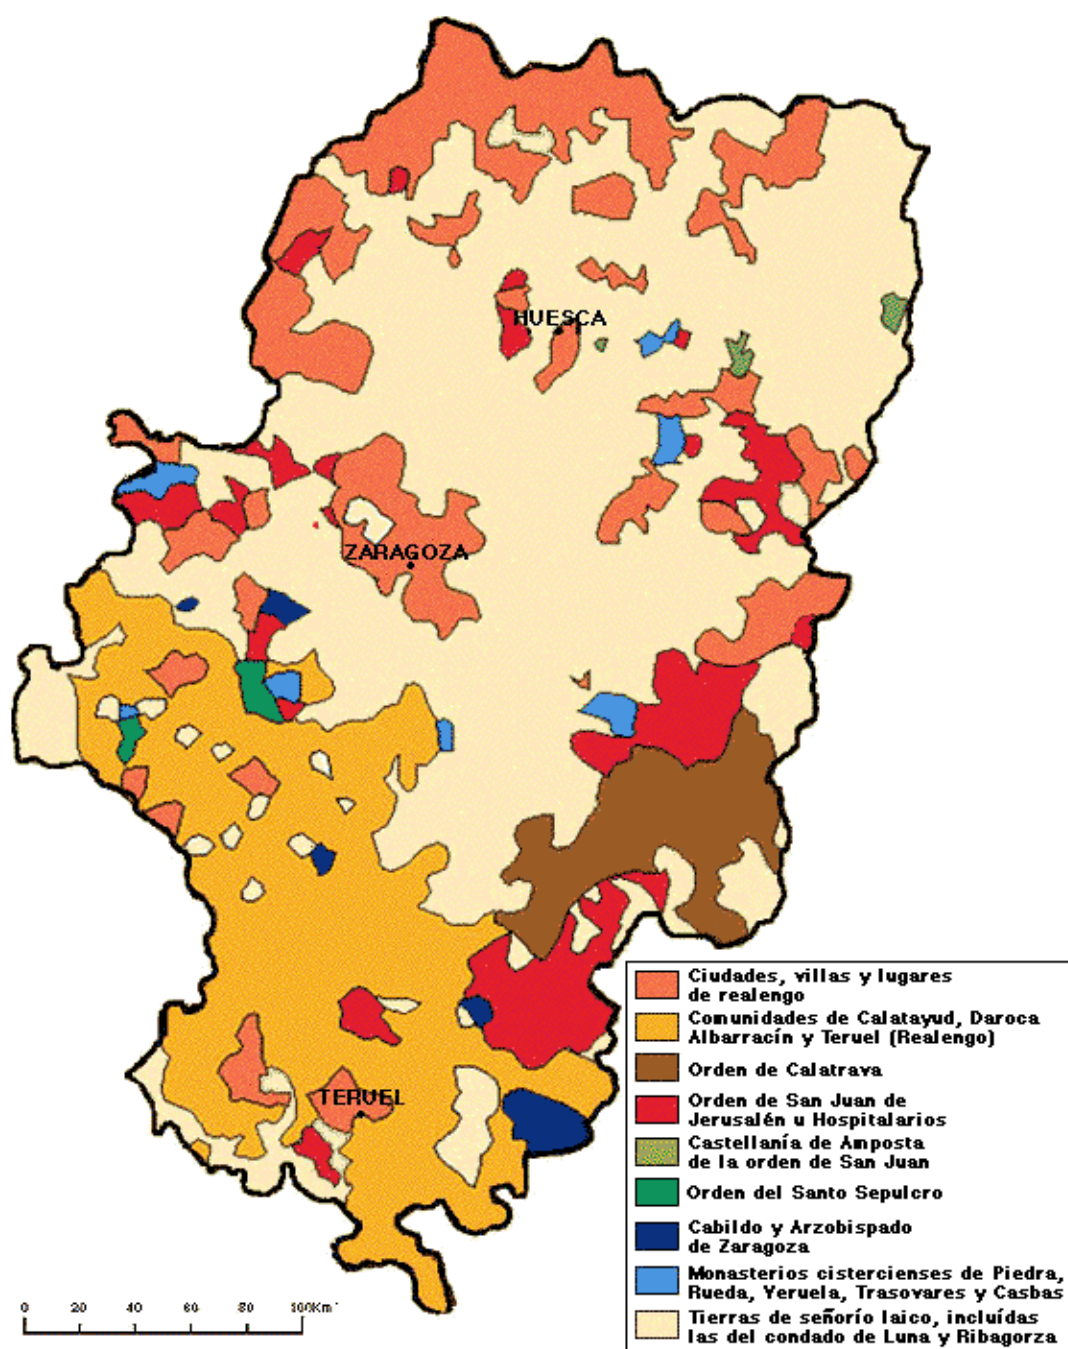 HUESCA
ZARAGOZA
TERUEL
Ciudades, villas y lugares
de realengo
Comunidades de Calatayud, Daroca
Albarracín y Teruel (Realengo)
Orden de Calatrava
Orden de San Juan de
Jerusalén u Hospitalarios
Castellanía de Amposta
de la orden de San Juan
Orden del Santo Sepulcro
Cabildo y Arzobispado
de Zaragoza
Monasterios cistercienses de Piedra,
Rueda, Veruela, Trasovares y Casbas
Tierras de señorío laico, incluídas
las del condado de Luna y Ribagorza
0 20 40 60 80 100Km